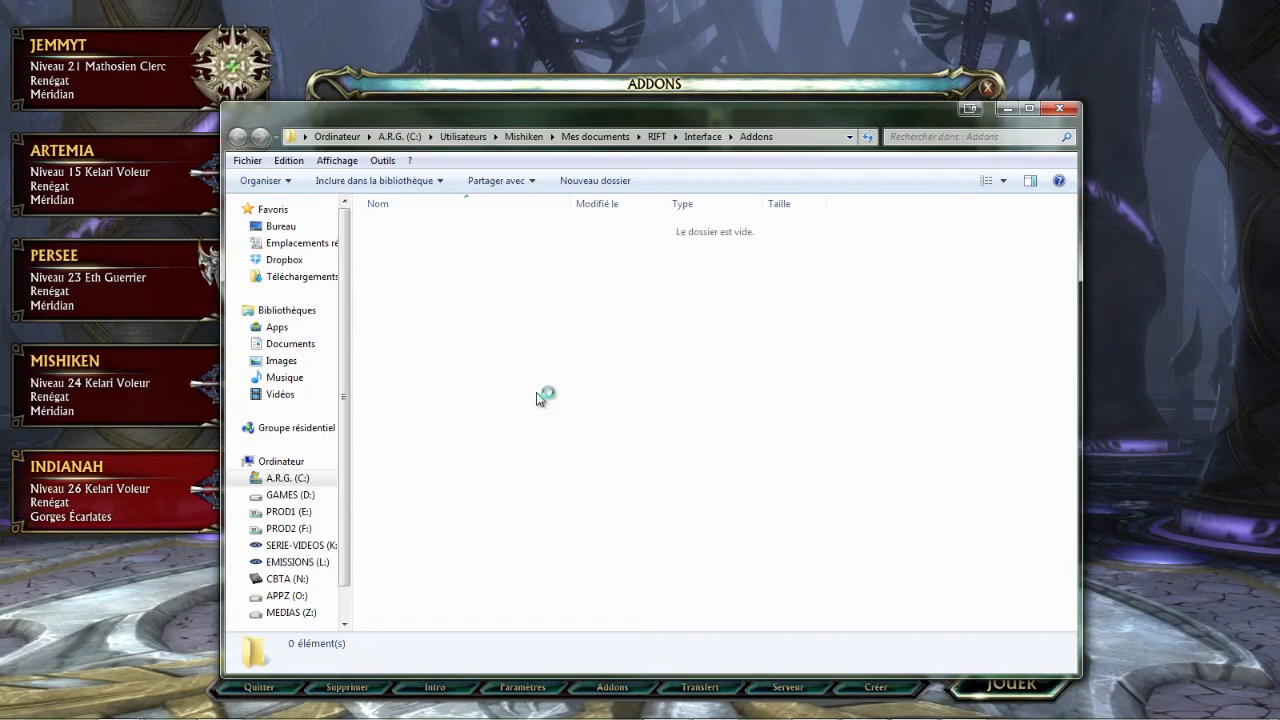 JEMMYT
Niveau 21 Mathosien Clerc
Renégat
Méridian
ARTEMIA
Niveau 15 Kelari Voleur
Renégat
Méridian
PERSEE
Niveau 23 Eth Guerrier
Renégat
Méridian
MISHIKEN
Niveau 24 Kelari Voleur
Renégat
Méridian
INDIANAH
Niveau 26 Kelari Voleur
Renégat
Gorges Écarlates
ADDONS
Ordinateur A.R.G. (C:) Utilisateurs Mishiken Mes documents RIFT Interface Addons
Rechercher dans : Addons
Fichier Edition Affichage Outils ?
Organiser Inclure dans la bibliothèque Partager avec Nouveau dossier
Nom Modifié le Type Taille
Le dossier est vide.
Favoris
Bureau
Emplacements ré
Dropbox
Téléchargements
Bibliothèques
Apps
Documents
Images
Musique
Vidéos
Groupe résidentiel
Ordinateur
A.R.G. (C:)
GAMES (D:)
PROD1 (E:)
PROD2 (F:)
SERIE-VIDEOS (K:
EMISSIONS (L:)
CBTA (N:)
APPZ (O:)
MEDIAS (Z:)
0 élément(s)
Quitter Supprimer Intro Paramètres Addons Transfert Serveur Créer JOUER